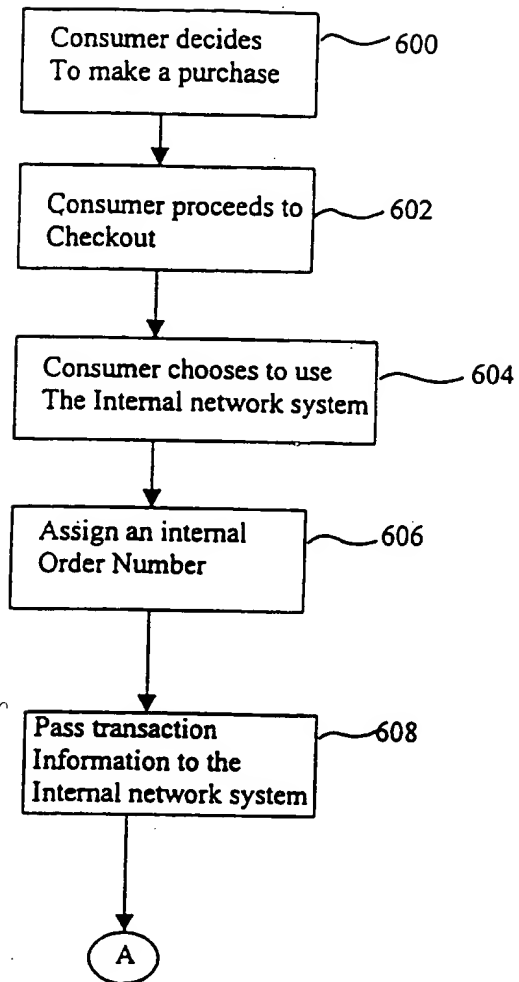 Consumer decides
To make a purchase
600
Consumer proceeds to
Checkout
602
Consumer chooses to use
The Internal network system
604
Assign an internal
Order Number
606
Pass transaction
Information to the
Internal network system
608
A